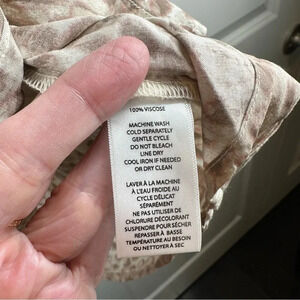 100% VISCOSE
MACHINE WASH
COLD SEPARATELY
GENTLE CYCLE
DO NOT BLEACH
LINE DRY
COOL IRON IF NEEDED
OR DRY CLEAN
LAVER À LA MACHINE
À L'EAU FROIDE AU
CYCLE DÉLICAT
SÉPARÉMENT
NE PAS UTILISER DE
CHLORURE DÉCOLORANT
SUSPENDRE POUR SÉCHER
REPASSER À BASSE
TEMPÉRATURE AU BESOIN
OU NETTOYER À SEC